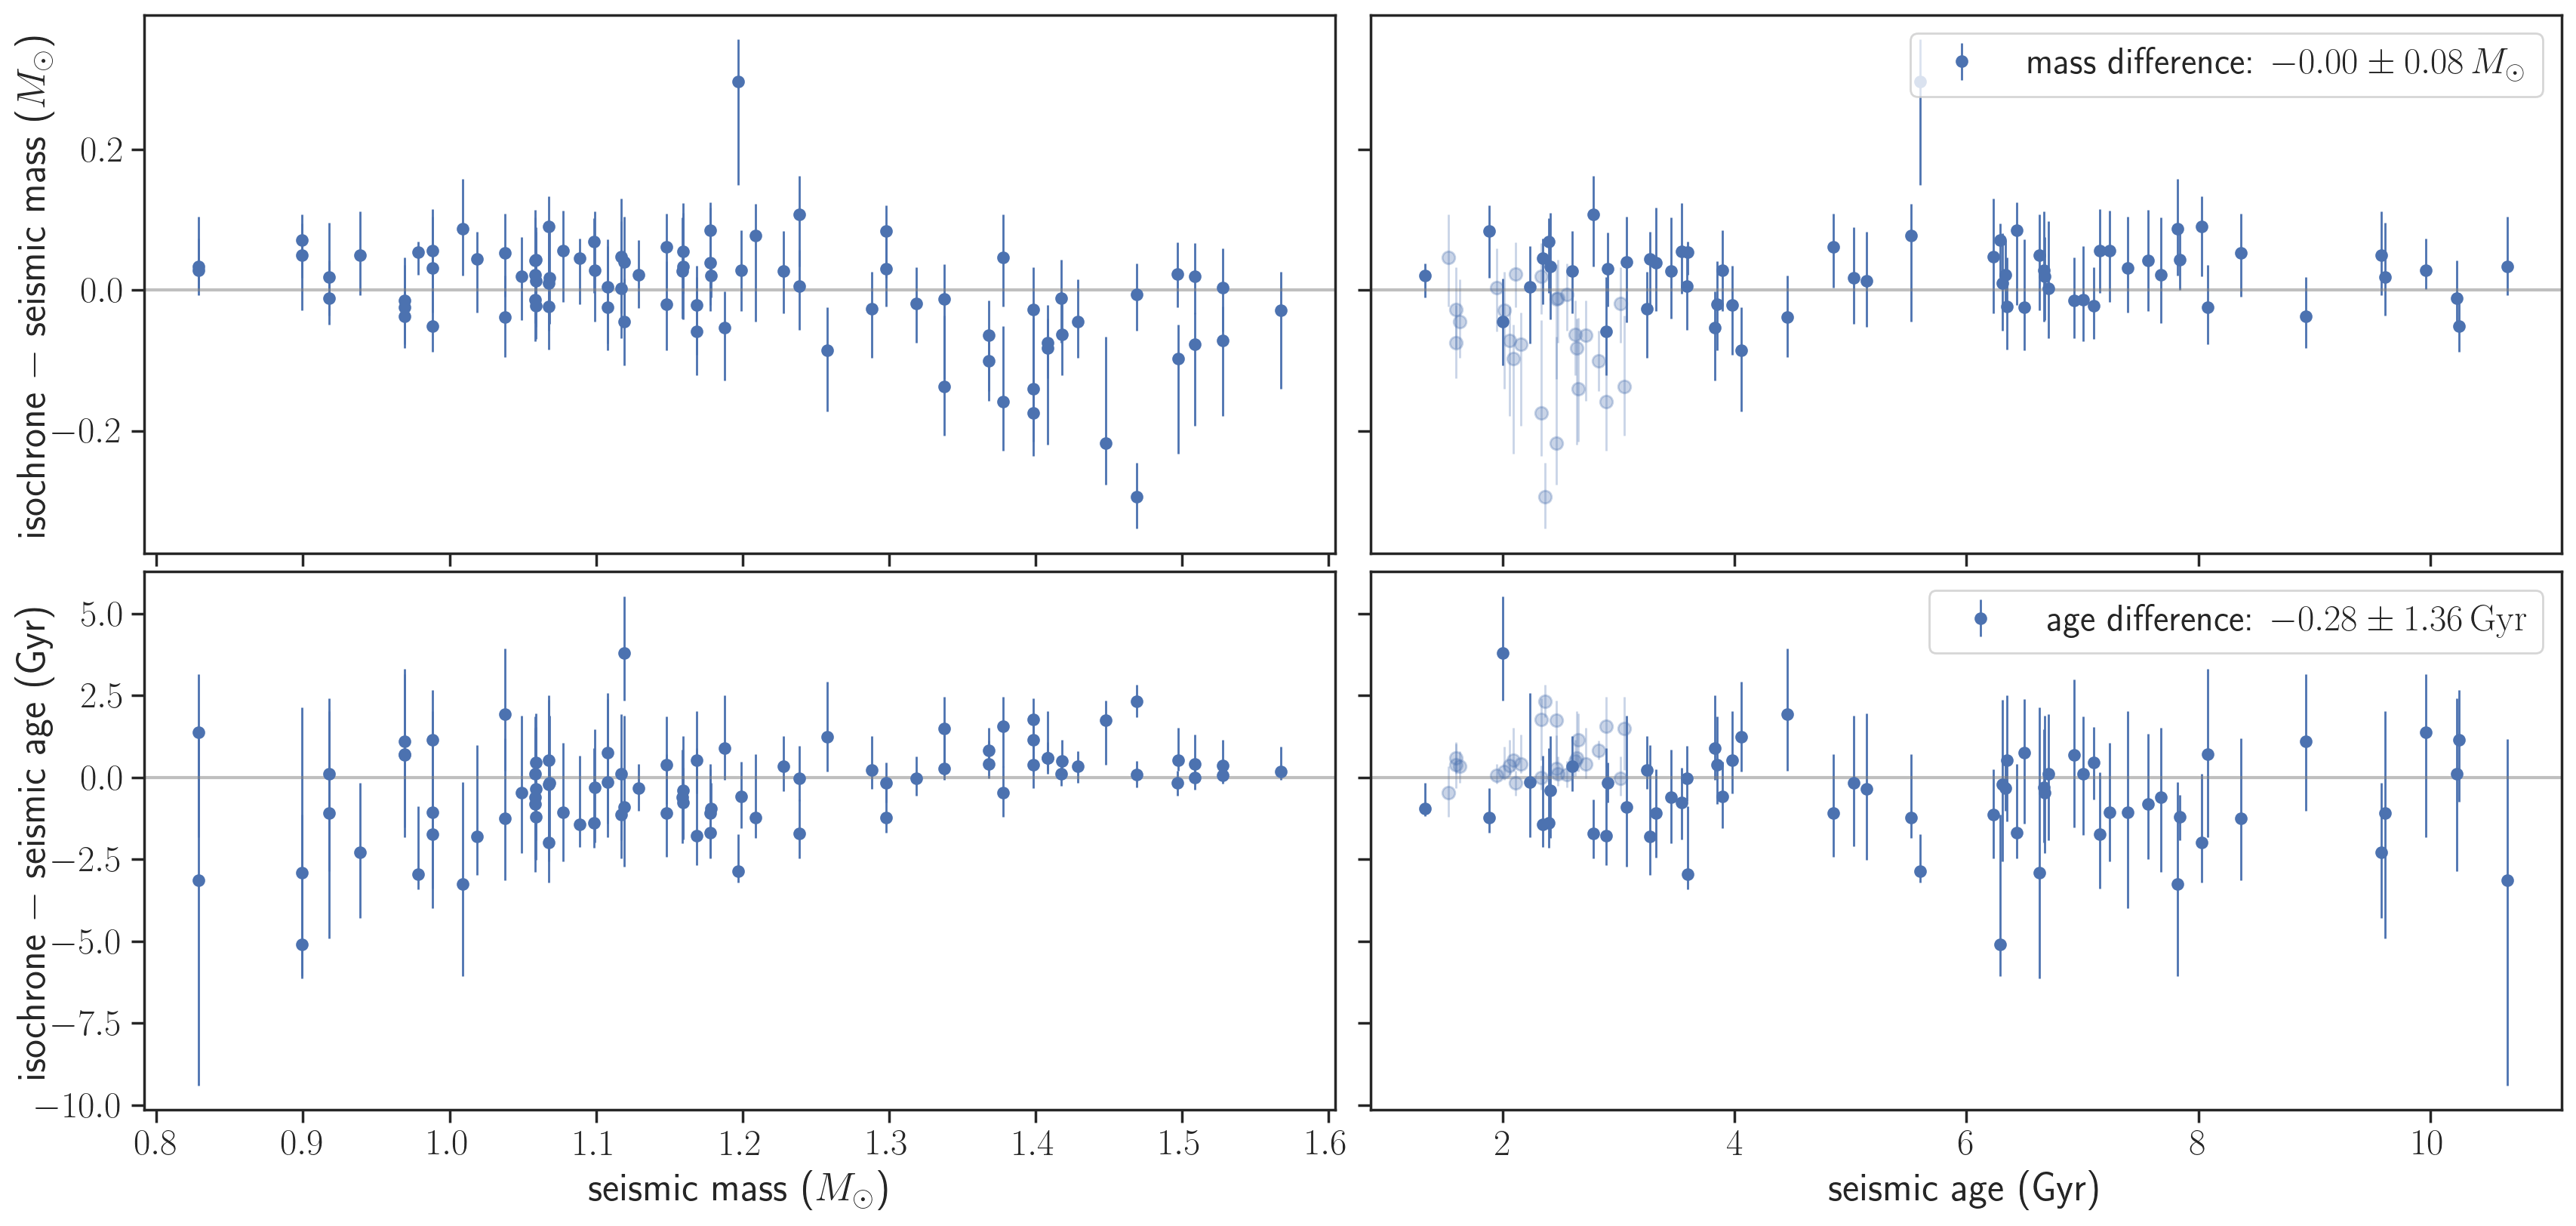 isochrone − seismic mass (M⊙)
0.2
0.0
−0.2
mass difference: −0.00 ± 0.08 M⊙
isochrone − seismic age (Gyr)
5.0
2.5
0.0
−2.5
−5.0
−7.5
−10.0
age difference: −0.28 ± 1.36 Gyr
0.8 0.9 1.0 1.1 1.2 1.3 1.4 1.5 1.6
2 4 6 8 10
seismic mass (M⊙)
seismic age (Gyr)